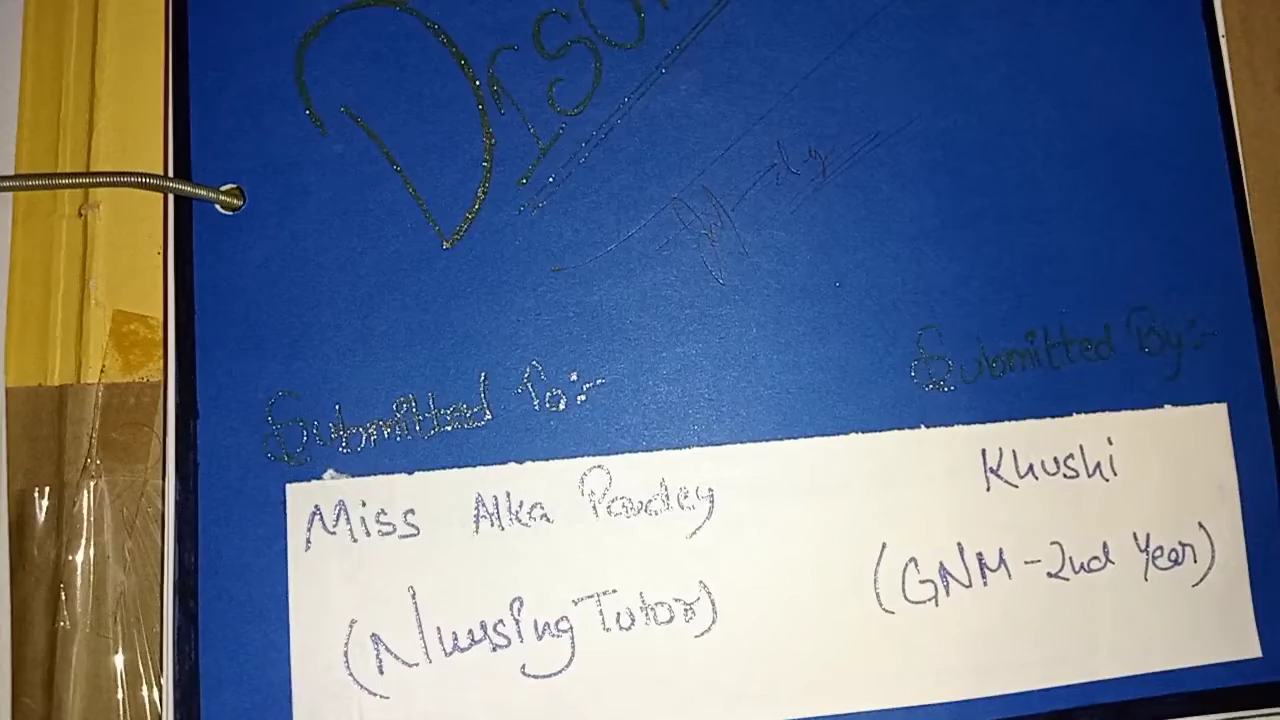 Submitted To:-
Submitted By:-
Miss Alka Pandey
Khushi
(Nursing Tutor)
(GNM-2nd Year)